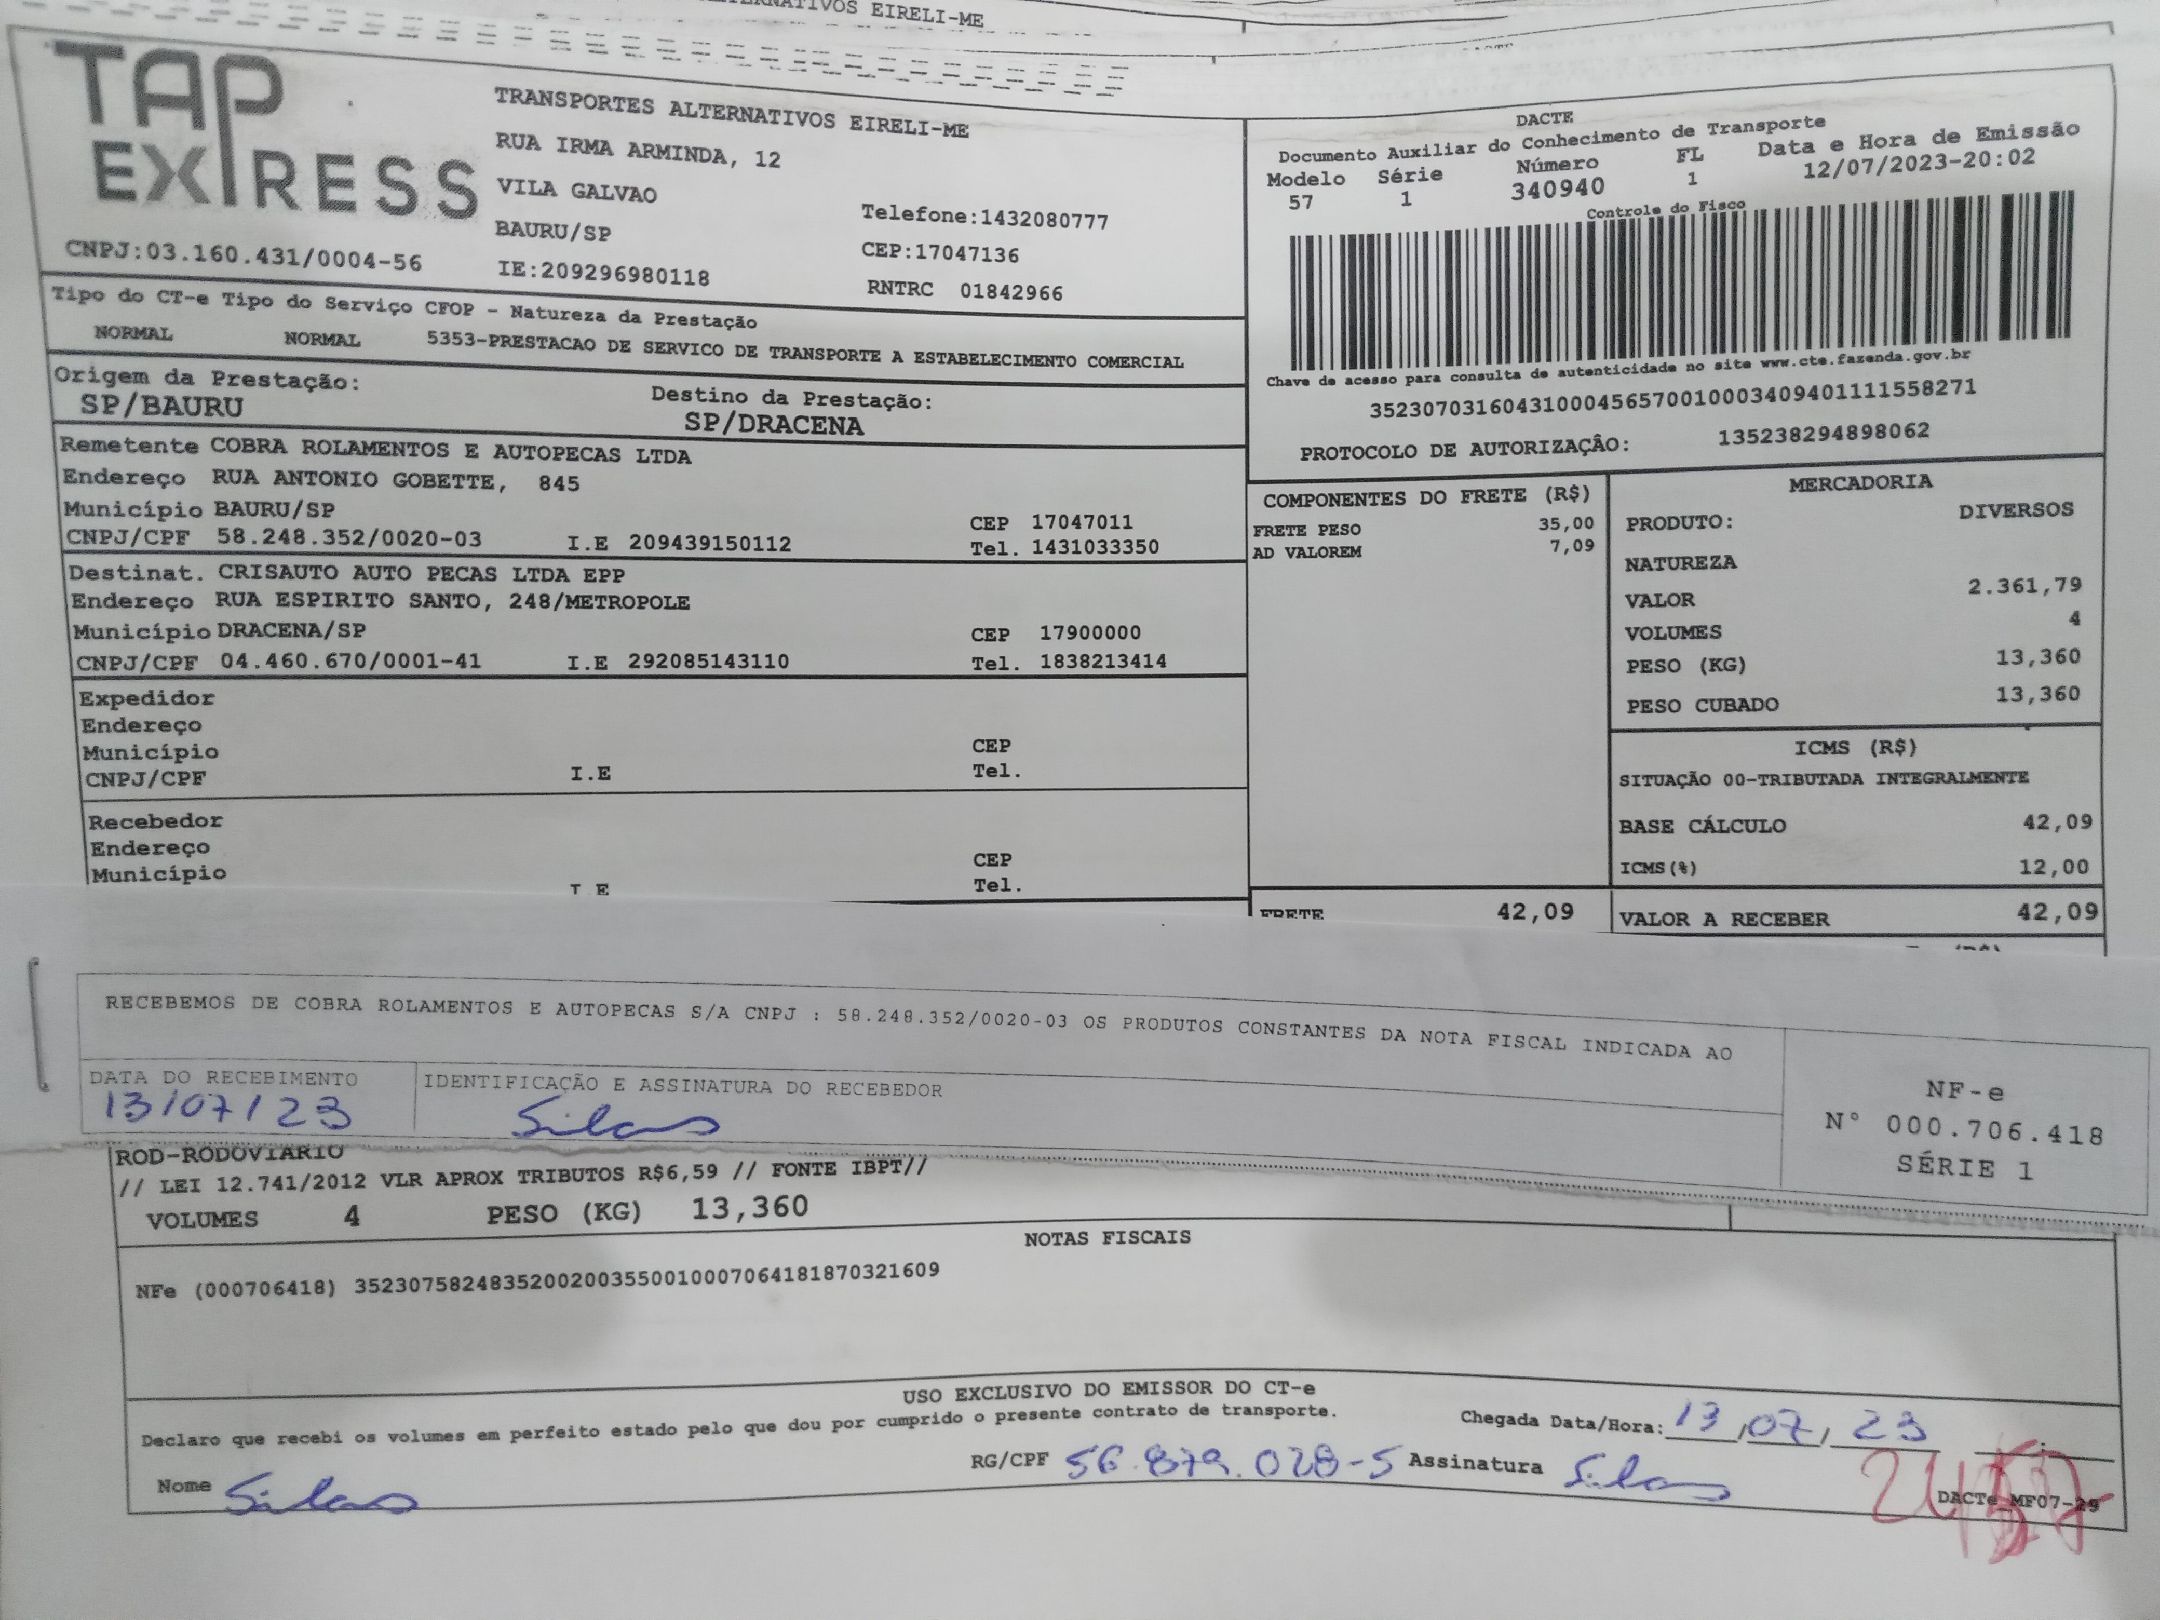 ALTERNATIVOS EIRELI-ME
TAP EXPRESS
CNPJ:03.160.431/0004-56
TRANSPORTES ALTERNATIVOS EIRELI-ME
RUA IRMA ARMINDA, 12
VILA GALVAO
BAURU/SP
IE:209296980118
Telefone:1432080777
CEP:17047136
RNTRC 01842966
DACTE
Documento Auxiliar do Conhecimento de Transporte
Modelo Série Número FL Data e Hora de Emissão
57 1 340940 1 12/07/2023-20:02
Controle do Fisco
Chave de acesso para consulta de autenticidade no site www.cte.fazenda.gov.br
35230703160431000456570010003409401111558271
PROTOCOLO DE AUTORIZAÇÂO: 135238294898062
Tipo do CT-e Tipo do Serviço CFOP - Natureza da Prestação
NORMAL NORMAL 5353-PRESTACAO DE SERVICO DE TRANSPORTE A ESTABELECIMENTO COMERCIAL
Origem da Prestação: Destino da Prestação:
SP/BAURU SP/DRACENA
Remetente COBRA ROLAMENTOS E AUTOPECAS LTDA
Endereço RUA ANTONIO GOBETTE, 845
Município BAURU/SP CEP 17047011
CNPJ/CPF 58.248.352/0020-03 I.E 209439150112 Tel. 1431033350
Destinat. CRISAUTO AUTO PECAS LTDA EPP
Endereço RUA ESPIRITO SANTO, 248/METROPOLE
Município DRACENA/SP CEP 17900000
CNPJ/CPF 04.460.670/0001-41 I.E 292085143110 Tel. 1838213414
Expedidor
Endereço
Município CEP
CNPJ/CPF I.E Tel.
Recebedor
Endereço
Município CEP
I.E Tel.
COMPONENTES DO FRETE (R$)
FRETE PESO 35,00
AD VALOREM 7,09
FRETE 42,09
MERCADORIA
PRODUTO: DIVERSOS
NATUREZA
VALOR 2.361,79
VOLUMES 4
PESO (KG) 13,360
PESO CUBADO 13,360
ICMS (R$)
SITUAÇÃO 00-TRIBUTADA INTEGRALMENTE
BASE CÁLCULO 42,09
ICMS(%) 12,00
VALOR A RECEBER 42,09
RECEBEMOS DE COBRA ROLAMENTOS E AUTOPECAS S/A CNPJ : 58.248.352/0020-03 OS PRODUTOS CONSTANTES DA NOTA FISCAL INDICADA AO
DATA DO RECEBIMENTO IDENTIFICAÇÃO E ASSINATURA DO RECEBEDOR
13/07/23 Silas
NF-e
N° 000.706.418
SÉRIE 1
ROD-RODOVIARIO
// LEI 12.741/2012 VLR APROX TRIBUTOS R$6,59 // FONTE IBPT//
VOLUMES 4 PESO (KG) 13,360
NOTAS FISCAIS
NFe (000706418) 35230758248352002003550010007064181870321609
USO EXCLUSIVO DO EMISSOR DO CT-e
Declaro que recebi os volumes em perfeito estado pelo que dou por cumprido o presente contrato de transporte.
Chegada Data/Hora: 13/07/23
Nome Silas RG/CPF 56.879.028-5 Assinatura Silas
DACTe_MF07-29